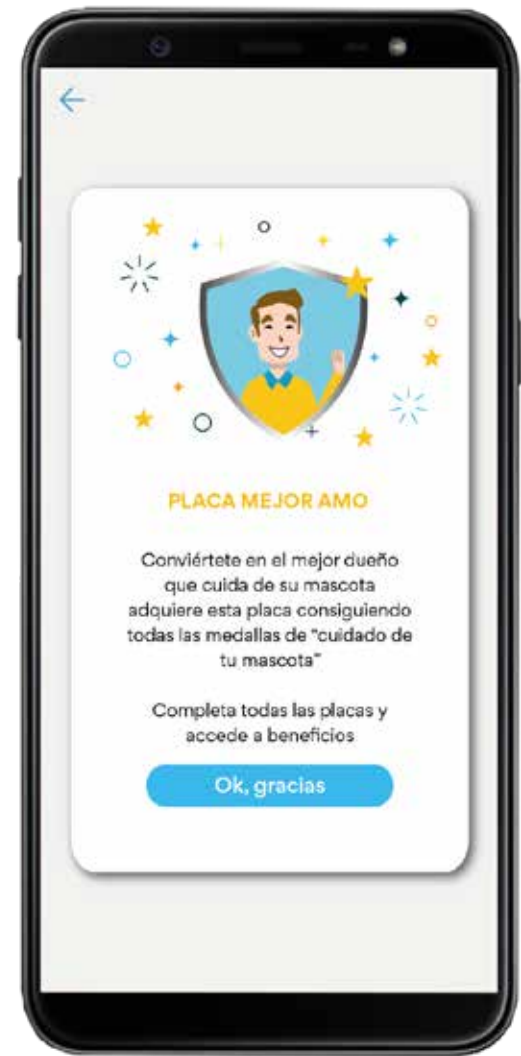 PLACA MEJOR AMO
Conviértete en el mejor dueño
que cuida de su mascota
adquiere esta placa consiguiendo
todas las medallas de "cuidado de
tu mascota"
Completa todas las placas y
accede a beneficios
Ok, gracias